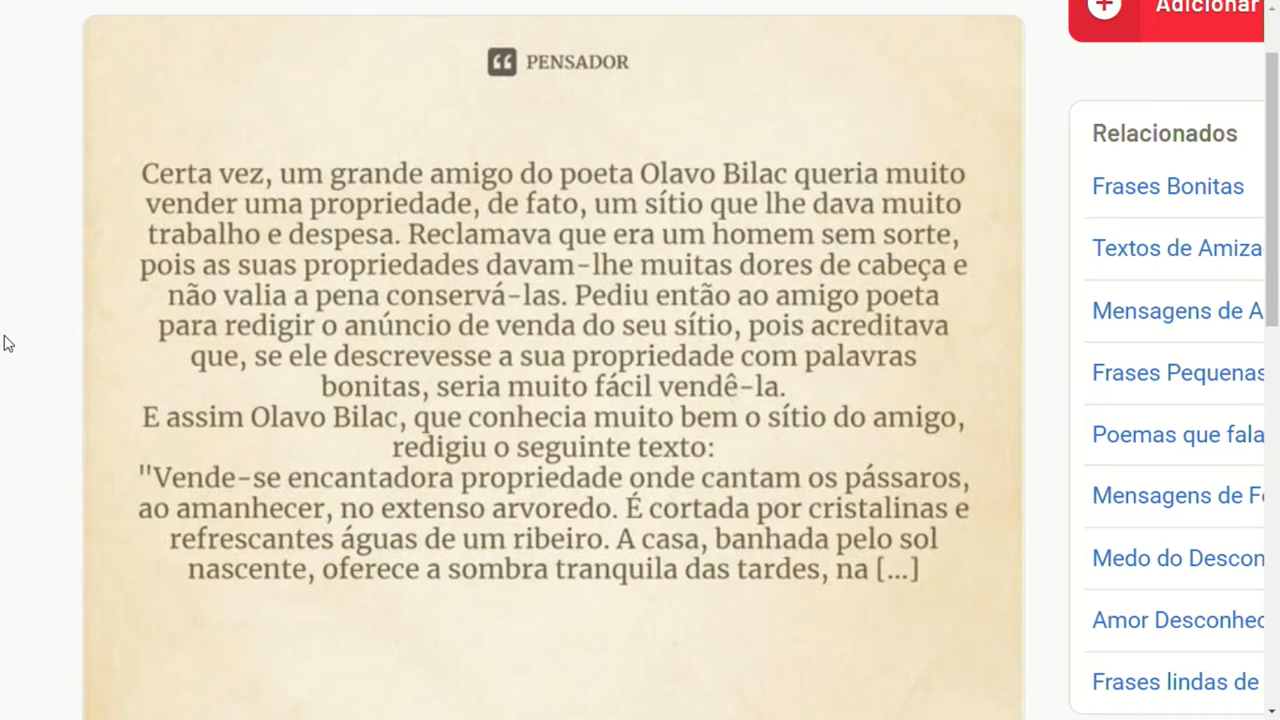 Adicionar
PENSADOR
Certa vez, um grande amigo do poeta Olavo Bilac queria muito
vender uma propriedade, de fato, um sítio que lhe dava muito
trabalho e despesa. Reclamava que era um homem sem sorte,
pois as suas propriedades davam-lhe muitas dores de cabeça e
não valia a pena conservá-las. Pediu então ao amigo poeta
para redigir o anúncio de venda do seu sítio, pois acreditava
que, se ele descrevesse a sua propriedade com palavras
bonitas, seria muito fácil vendê-la.
E assim Olavo Bilac, que conhecia muito bem o sítio do amigo,
redigiu o seguinte texto:
"Vende-se encantadora propriedade onde cantam os pássaros,
ao amanhecer, no extenso arvoredo. É cortada por cristalinas e
refrescantes águas de um ribeiro. A casa, banhada pelo sol
nascente, oferece a sombra tranquila das tardes, na [...]
Relacionados
Frases Bonitas
Textos de Amiza
Mensagens de A
Frases Pequenas
Poemas que fala
Mensagens de Fe
Medo do Descon
Amor Desconhec
Frases lindas de